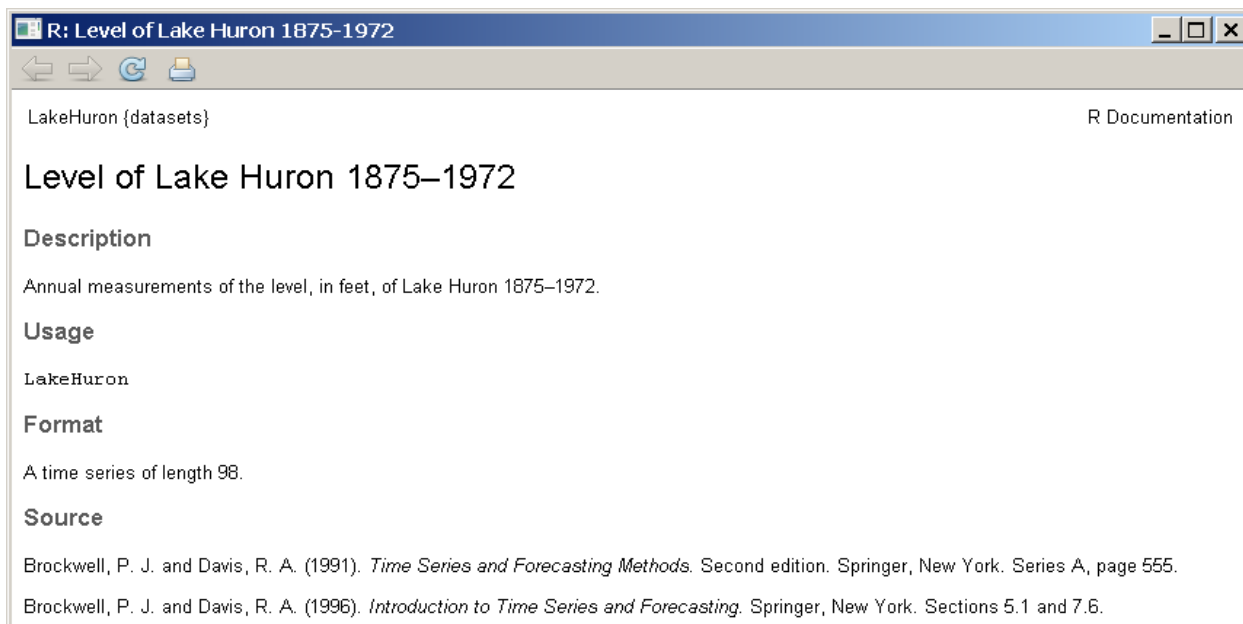 R: Level of Lake Huron 1875-1972
LakeHuron {datasets} R Documentation
Level of Lake Huron 1875–1972
Description
Annual measurements of the level, in feet, of Lake Huron 1875–1972.
Usage
LakeHuron
Format
A time series of length 98.
Source
Brockwell, P. J. and Davis, R. A. (1991). Time Series and Forecasting Methods. Second edition. Springer, New York. Series A, page 555.
Brockwell, P. J. and Davis, R. A. (1996). Introduction to Time Series and Forecasting. Springer, New York. Sections 5.1 and 7.6.